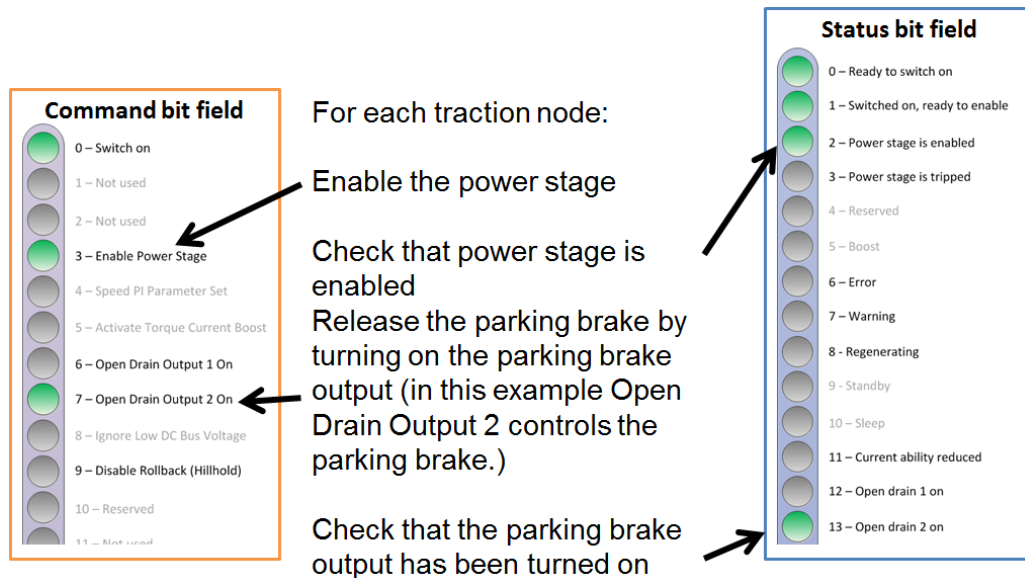 Command bit field
0 – Switch on
1 – Not used
2 – Not used
3 – Enable Power Stage
4 – Speed PI Parameter Set
5 – Activate Torque Current Boost
6 – Open Drain Output 1 On
7 – Open Drain Output 2 On
8 – Ignore Low DC Bus Voltage
9 – Disable Rollback (Hillhold)
10 – Reserved
11 – Not used
For each traction node:
Enable the power stage
Check that power stage is
enabled
Release the parking brake by
turning on the parking brake
output (in this example Open
Drain Output 2 controls the
parking brake.)
Check that the parking brake
output has been turned on
Status bit field
0 – Ready to switch on
1 – Switched on, ready to enable
2 – Power stage is enabled
3 – Power stage is tripped
4 – Reserved
5 – Boost
6 – Error
7 – Warning
8 - Regenerating
9 - Standby
10 – Sleep
11 – Current ability reduced
12 – Open drain 1 on
13 – Open drain 2 on